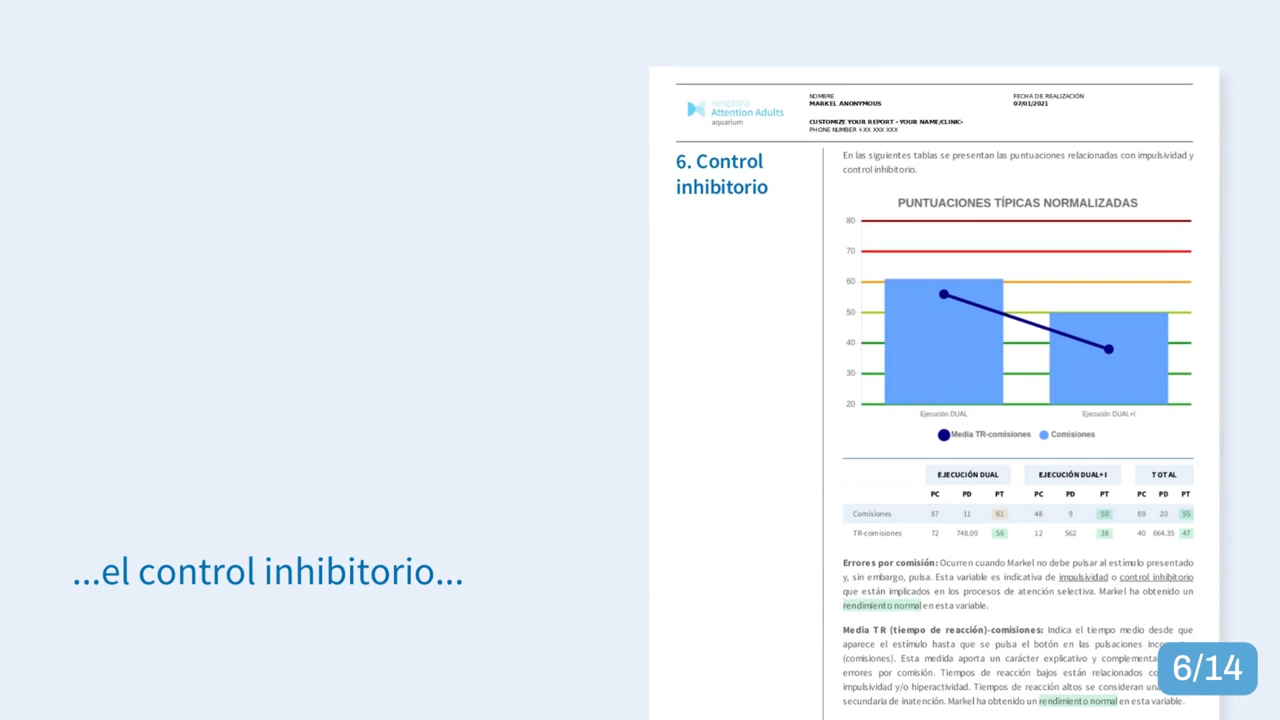 ...el control inhibitorio...
nesplora
Attention Adults
aquarium
NOMBRE
MARKEL ANONYMOUS
FECHA DE REALIZACIÓN
07/01/2021
CUSTOMIZE YOUR REPORT - YOUR NAME/CLINIC-
PHONE NUMBER +XX XXX XXX
6. Control
inhibitorio
En las siguientes tablas se presentan las puntuaciones relacionadas con impulsividad y
control inhibitorio.
PUNTUACIONES TÍPICAS NORMALIZADAS
80
70
60
50
40
30
20
Ejecución DUAL Ejecución DUAL+I
Media TR-comisiones Comisiones
EJECUCIÓN DUAL EJECUCIÓN DUAL+I TOTAL
PC PD PT PC PD PT PC PD PT
Comisiones 87 11 61 48 9 50 69 20 55
TR-comisiones 72 748.09 56 12 562 38 40 664.35 47
Errores por comisión: Ocurren cuando Markel no debe pulsar al estímulo presentado
y, sin embargo, pulsa. Esta variable es indicativa de impulsividad o control inhibitorio
que están implicados en los procesos de atención selectiva. Markel ha obtenido un
rendimiento normal en esta variable.
Media TR (tiempo de reacción)-comisiones: Indica el tiempo medio desde que
aparece el estímulo hasta que se pulsa el botón en las pulsaciones
(comisiones). Esta medida aporta un carácter explicativo y
errores por comisión. Tiempos de reacción bajos están relacionados
impulsividad y/o hiperactividad. Tiempos de reacción altos se consideran
secundaria de inatención. Markel ha obtenido un rendimiento normal en esta variable.
6/14